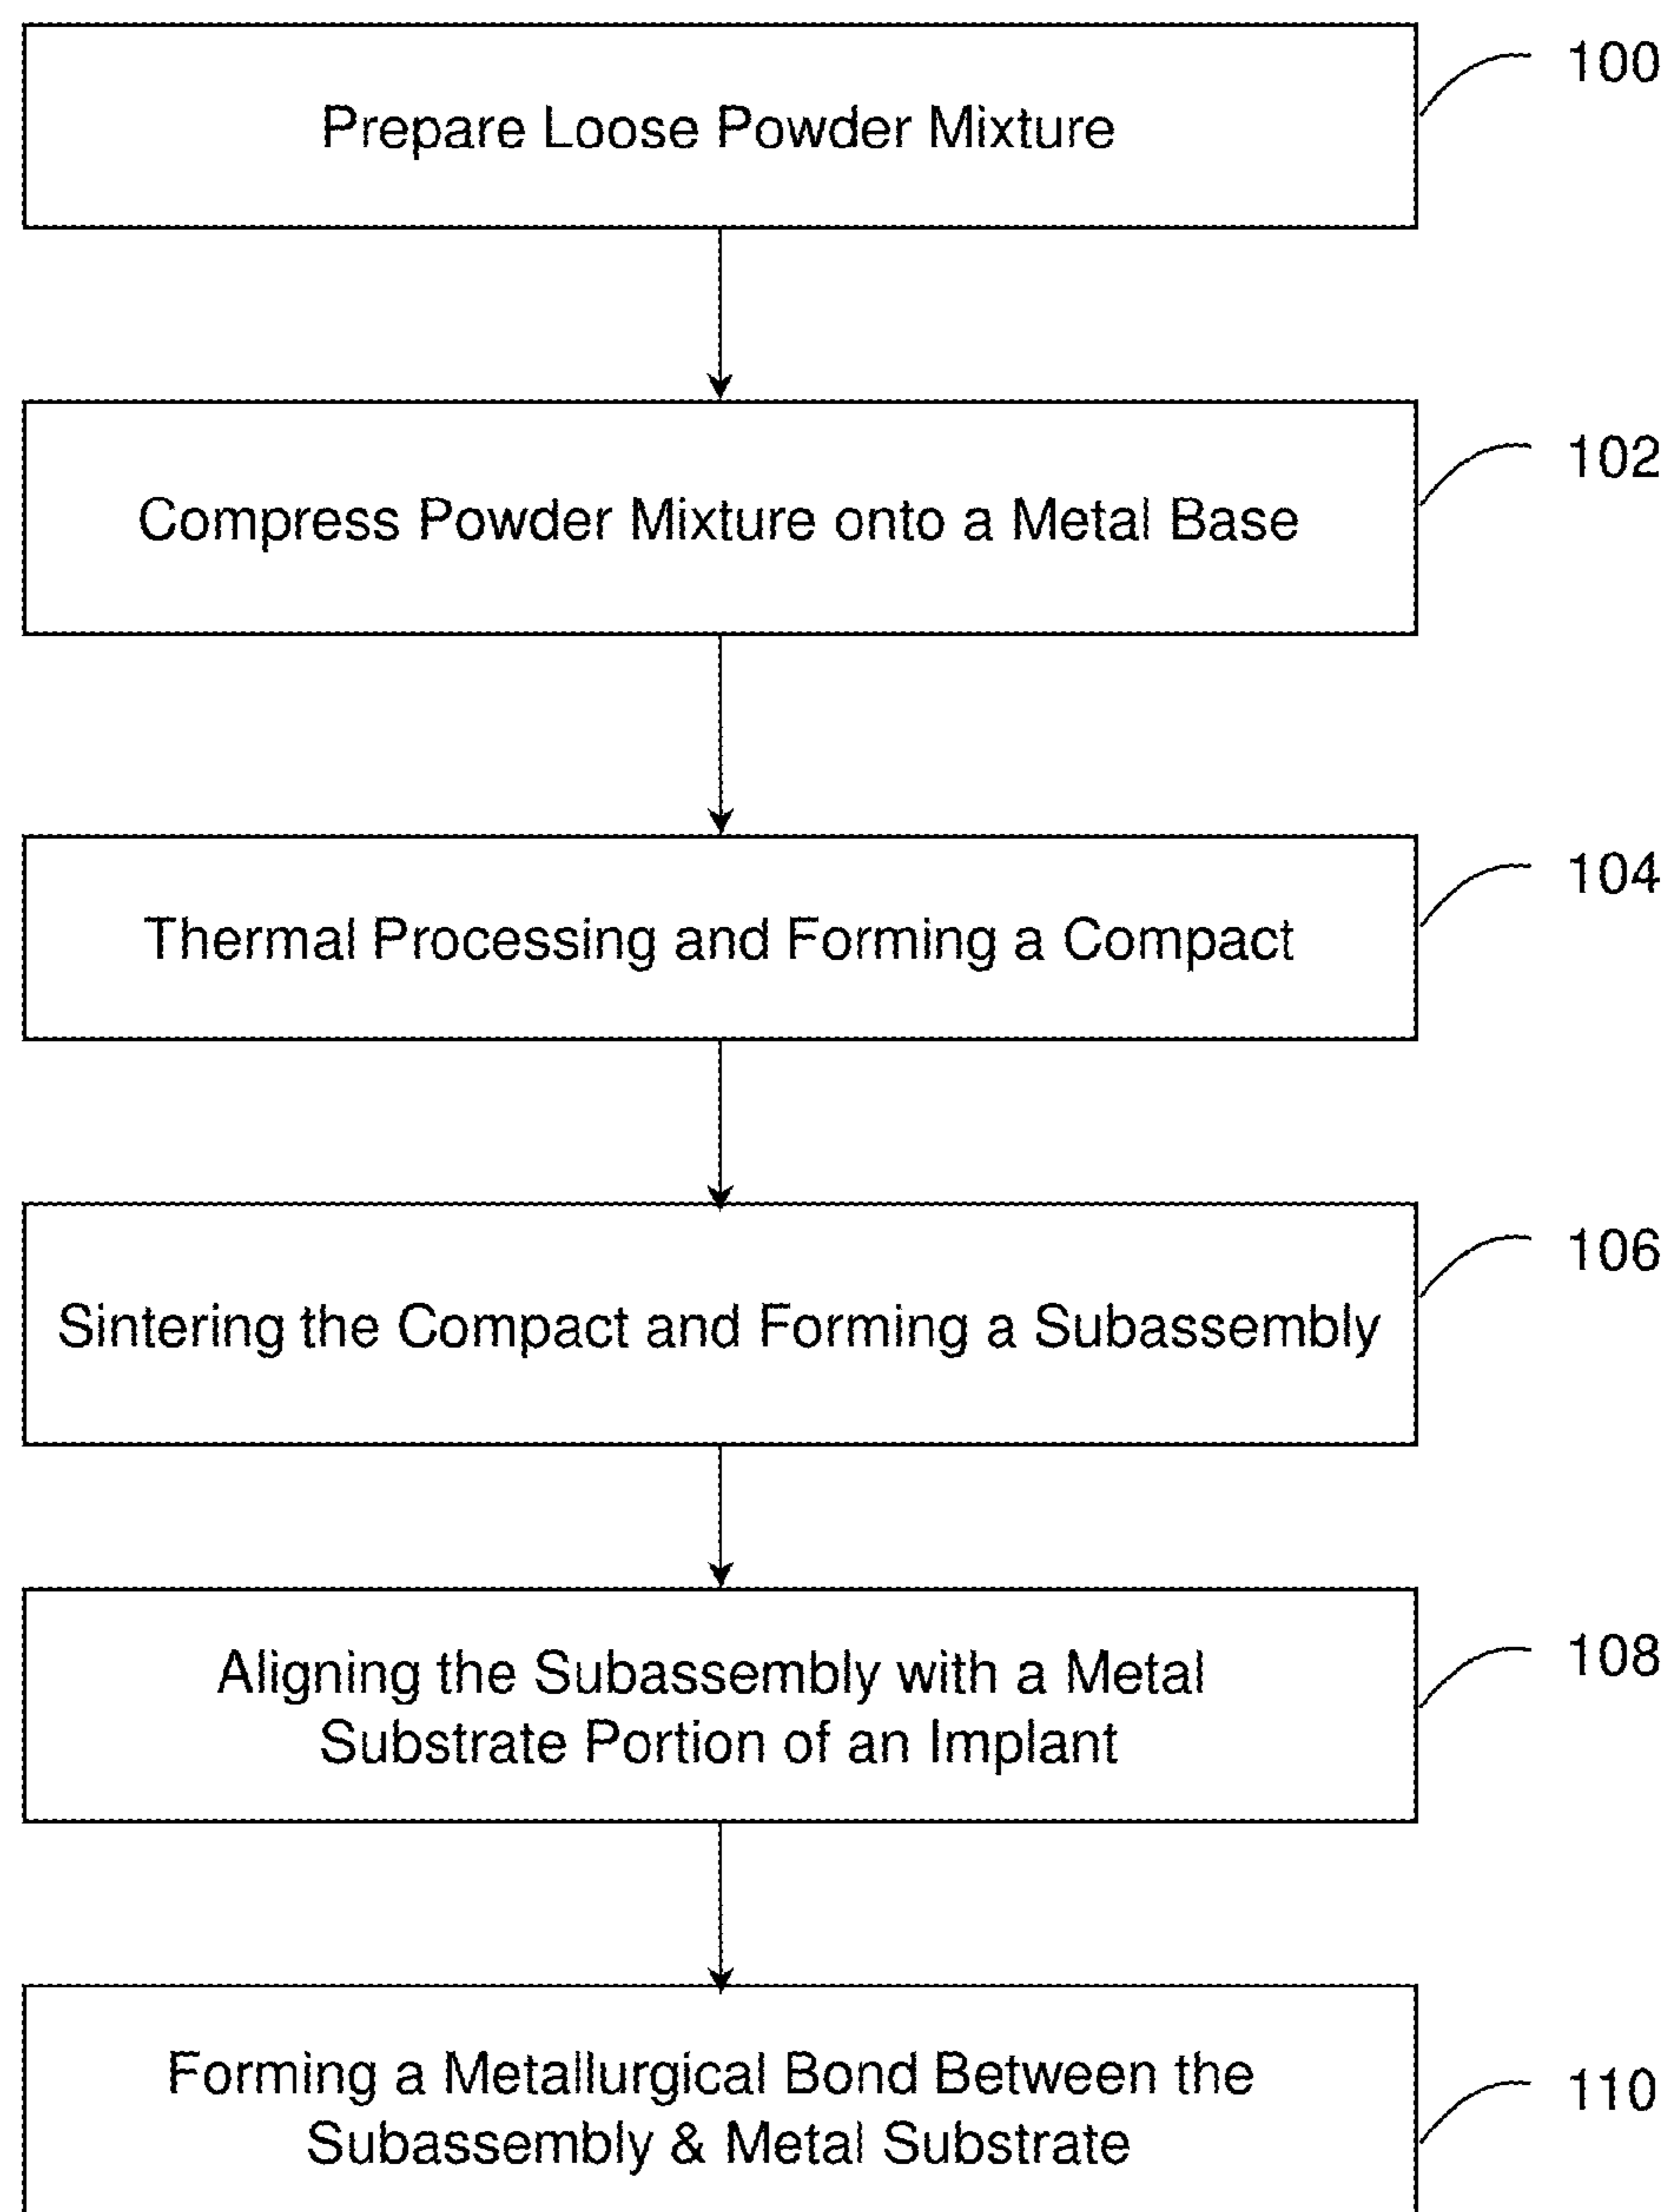 Prepare Loose Powder Mixture
100
Compress Powder Mixture onto a Metal Base
102
Thermal Processing and Forming a Compact
104
Sintering the Compact and Forming a Subassembly
106
Aligning the Subassembly with a Metal
Substrate Portion of an Implant
108
Forming a Metallurgical Bond Between the
Subassembly & Metal Substrate
110